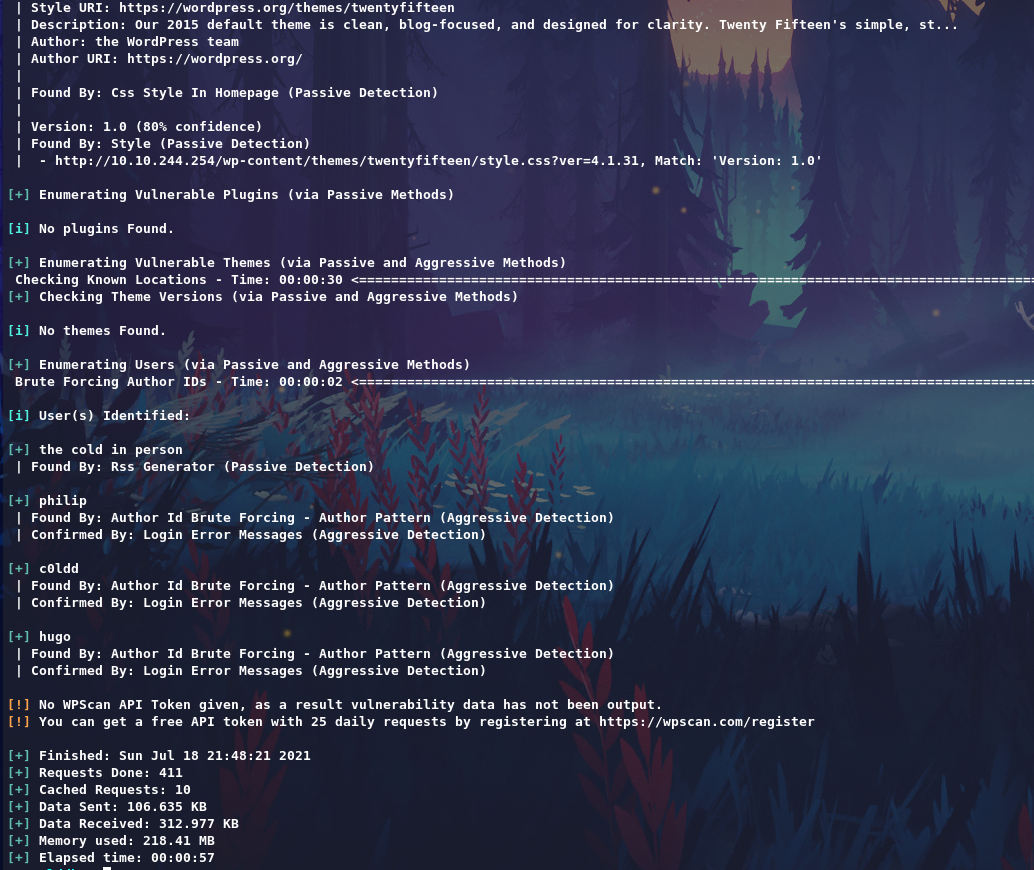 | Style URI: https://wordpress.org/themes/twentyfifteen
| Description: Our 2015 default theme is clean, blog-focused, and designed for clarity. Twenty Fifteen's simple, st...
| Author: the WordPress team
| Author URI: https://wordpress.org/
|
| Found By: Css Style In Homepage (Passive Detection)
|
| Version: 1.0 (80% confidence)
| Found By: Style (Passive Detection)
|  - http://10.10.244.254/wp-content/themes/twentyfifteen/style.css?ver=4.1.31, Match: 'Version: 1.0'
[+] Enumerating Vulnerable Plugins (via Passive Methods)
[i] No plugins Found.
[+] Enumerating Vulnerable Themes (via Passive and Aggressive Methods)
Checking Known Locations - Time: 00:00:30 <=====================================================================================
[+] Checking Theme Versions (via Passive and Aggressive Methods)
[i] No themes Found.
[+] Enumerating Users (via Passive and Aggressive Methods)
Brute Forcing Author IDs - Time: 00:00:02 <=====================================================================================
[i] User(s) Identified:
[+] the cold in person
| Found By: Rss Generator (Passive Detection)
[+] philip
| Found By: Author Id Brute Forcing - Author Pattern (Aggressive Detection)
| Confirmed By: Login Error Messages (Aggressive Detection)
[+] c0ldd
| Found By: Author Id Brute Forcing - Author Pattern (Aggressive Detection)
| Confirmed By: Login Error Messages (Aggressive Detection)
[+] hugo
| Found By: Author Id Brute Forcing - Author Pattern (Aggressive Detection)
| Confirmed By: Login Error Messages (Aggressive Detection)
[!] No WPScan API Token given, as a result vulnerability data has not been output.
[!] You can get a free API token with 25 daily requests by registering at https://wpscan.com/register
[+] Finished: Sun Jul 18 21:48:21 2021
[+] Requests Done: 411
[+] Cached Requests: 10
[+] Data Sent: 106.635 KB
[+] Data Received: 312.977 KB
[+] Memory used: 218.41 MB
[+] Elapsed time: 00:00:57